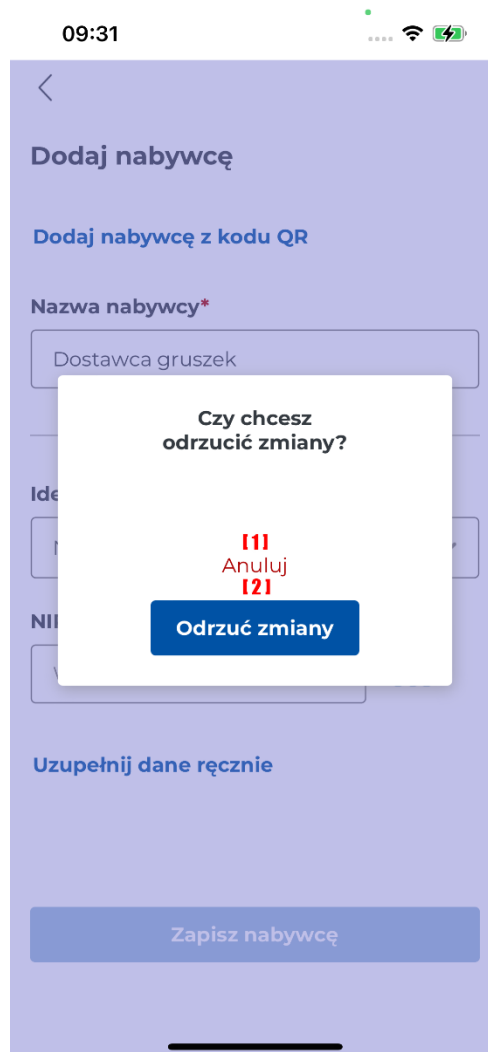 09:31
Dodaj nabywcę
Dodaj nabywcę z kodu QR
Nazwa nabywcy*
Dostawca gruszek
Czy chcesz
odrzucić zmiany?
[1]
Anuluj
[2]
Odrzuć zmiany
Uzupełnij dane ręcznie
Zapisz nabywcę